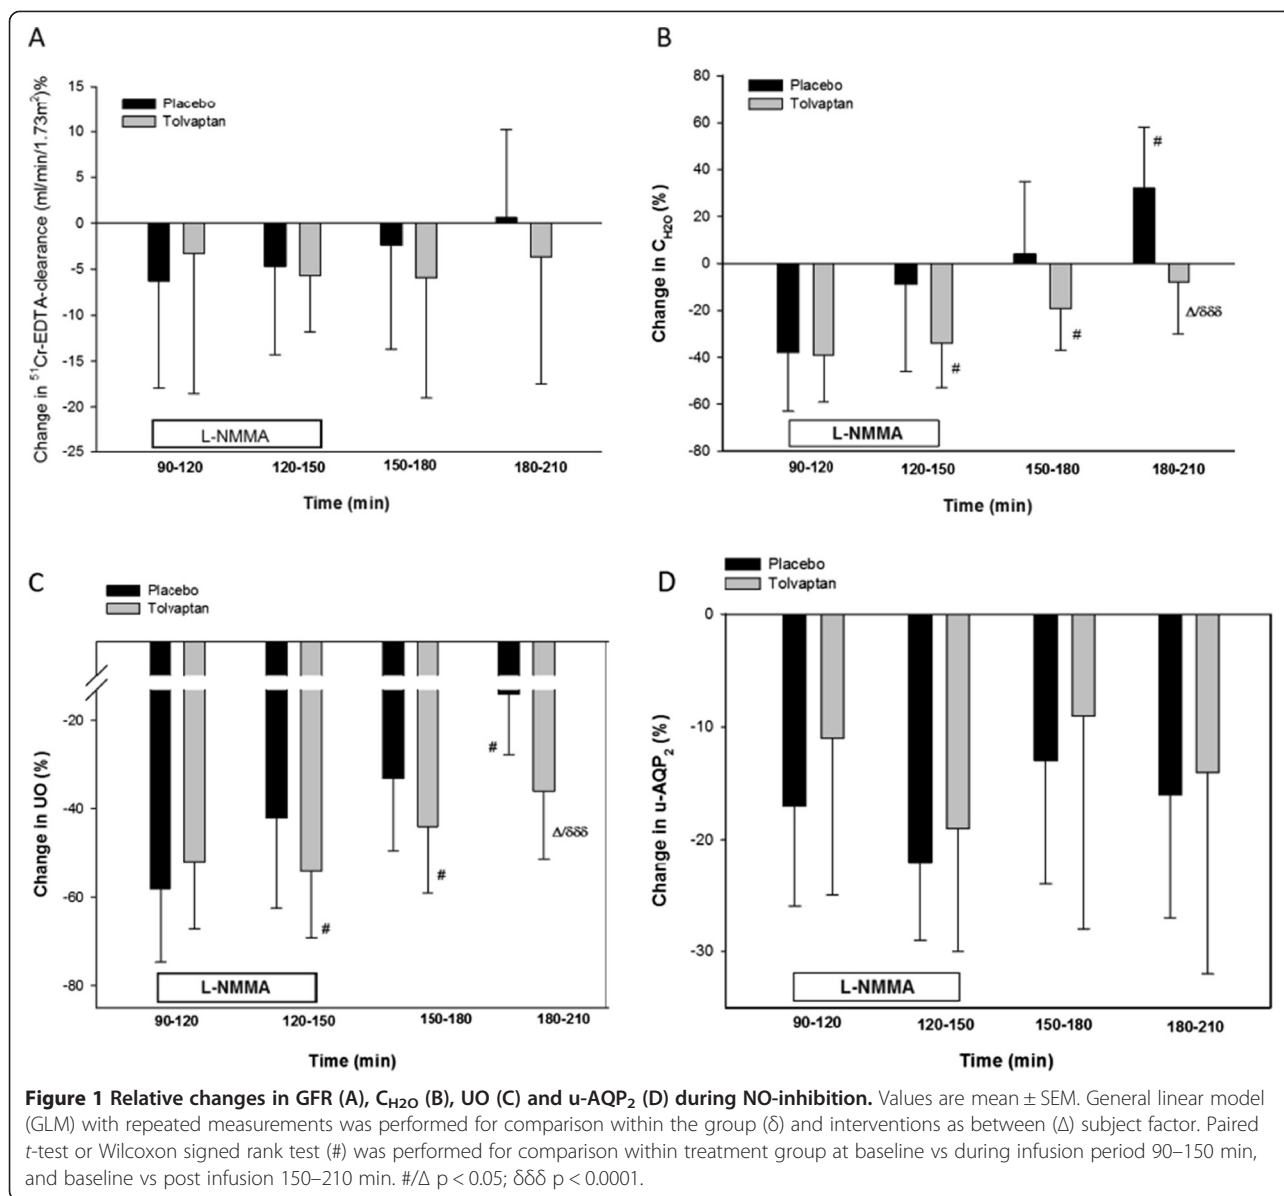 A
Placebo
Tolvaptan
Change in ⁵¹Cr-EDTA-clearance (ml/min/1.73m²)%
15
10
5
0
-5
-10
-15
-20
-25
L-NMMA
90-120 120-150 150-180 180-210
Time (min)
B
Placebo
Tolvaptan
Change in C_H2O (%)
80
60
40
20
0
-20
-40
-60
-80
#
#
#
Δ/δδδ
L-NMMA
90-120 120-150 150-180 180-210
Time (min)
C
Placebo
Tolvaptan
Change in UO (%)
-20
-40
-60
-80
#
#
#
Δ/δδδ
L-NMMA
90-120 120-150 150-180 180-210
Time (min)
D
Placebo
Tolvaptan
Change in u-AQP₂ (%)
0
-10
-20
-30
L-NMMA
90-120 120-150 150-180 180-210
Time (min)
Figure 1 Relative changes in GFR (A), C_H2O (B), UO (C) and u-AQP₂ (D) during NO-inhibition. Values are mean ± SEM. General linear model
(GLM) with repeated measurements was performed for comparison within the group (δ) and interventions as between (Δ) subject factor. Paired
t-test or Wilcoxon signed rank test (#) was performed for comparison within treatment group at baseline vs during infusion period 90–150 min,
and baseline vs post infusion 150–210 min. #/Δ p < 0.05; δδδ p < 0.0001.